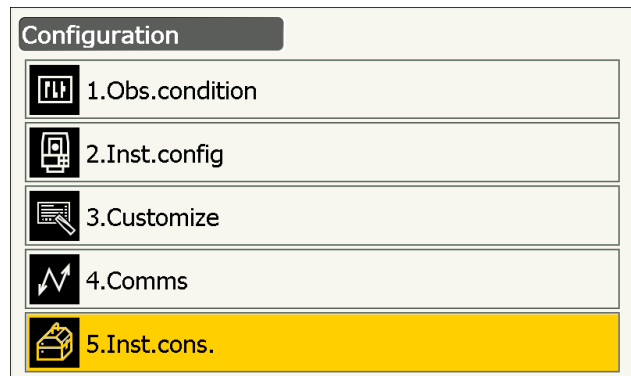 Configuration
1.Obs.condition
2.Inst.config
3.Customize
4.Comms
5.Inst.cons.